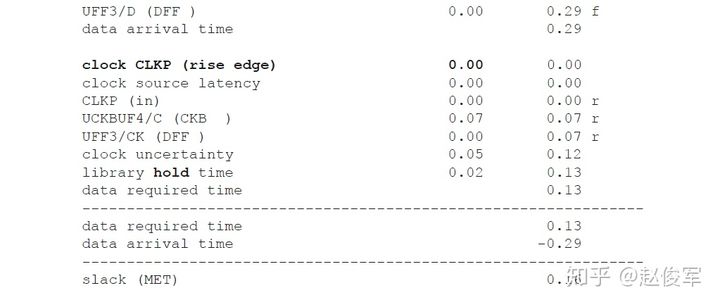 UFF3/D (DFF ) 0.00 0.29 f
data arrival time 0.29
clock CLKP (rise edge) 0.00 0.00
clock source latency 0.00 0.00
CLKP (in) 0.00 0.00 r
UCKBUF4/C (CKB ) 0.07 0.07 r
UFF3/CK (DFF ) 0.00 0.07 r
clock uncertainty 0.05 0.12
library hold time 0.02 0.13
data required time 0.13
--------------------------------------------------------------
data required time 0.13
data arrival time -0.29
--------------------------------------------------------------
slack (MET) 0.16
知乎 @赵俊军